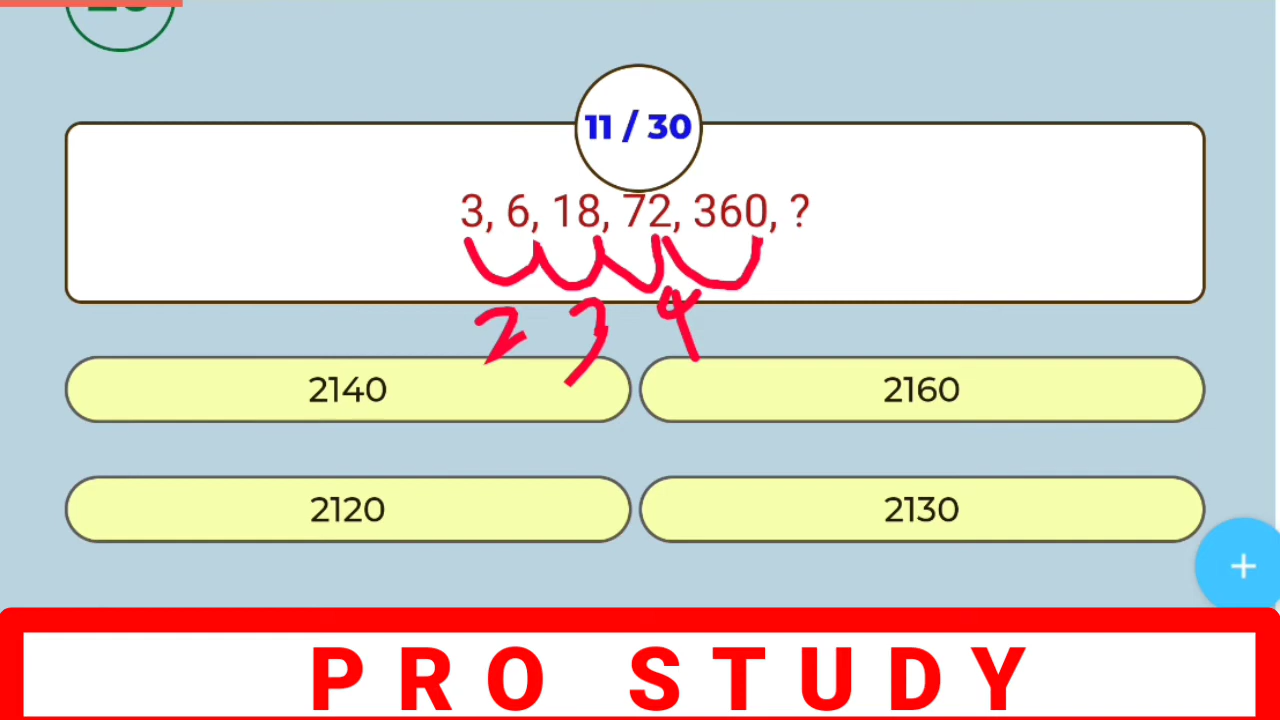 11 / 30
3, 6, 18, 72, 360, ?
2 3 4
2140
2160
2120
2130
+
PRO STUDY